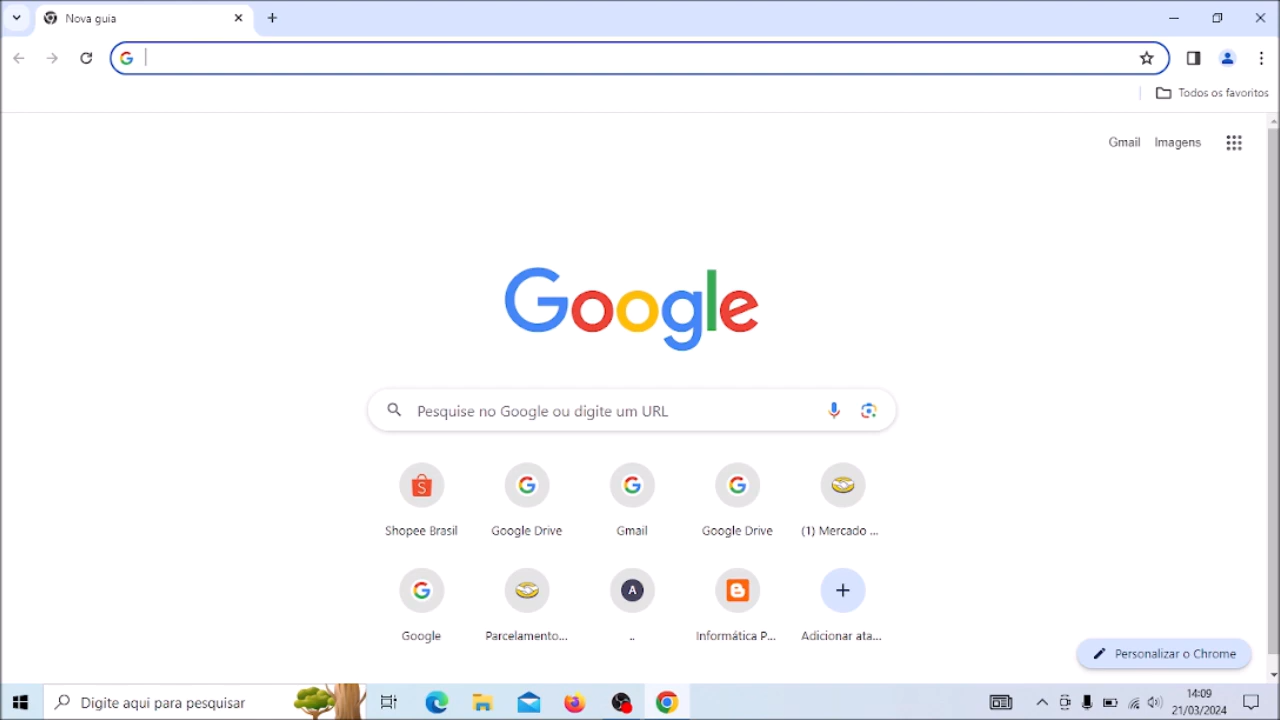 Nova guia
Todos os favoritos
Gmail Imagens
Google
Pesquise no Google ou digite um URL
Shopee Brasil Google Drive Gmail Google Drive (1) Mercado ...
A
Google Parcelamento... .. Informática P... Adicionar ata...
Personalizar o Chrome
Digite aqui para pesquisar
14:09
21/03/2024